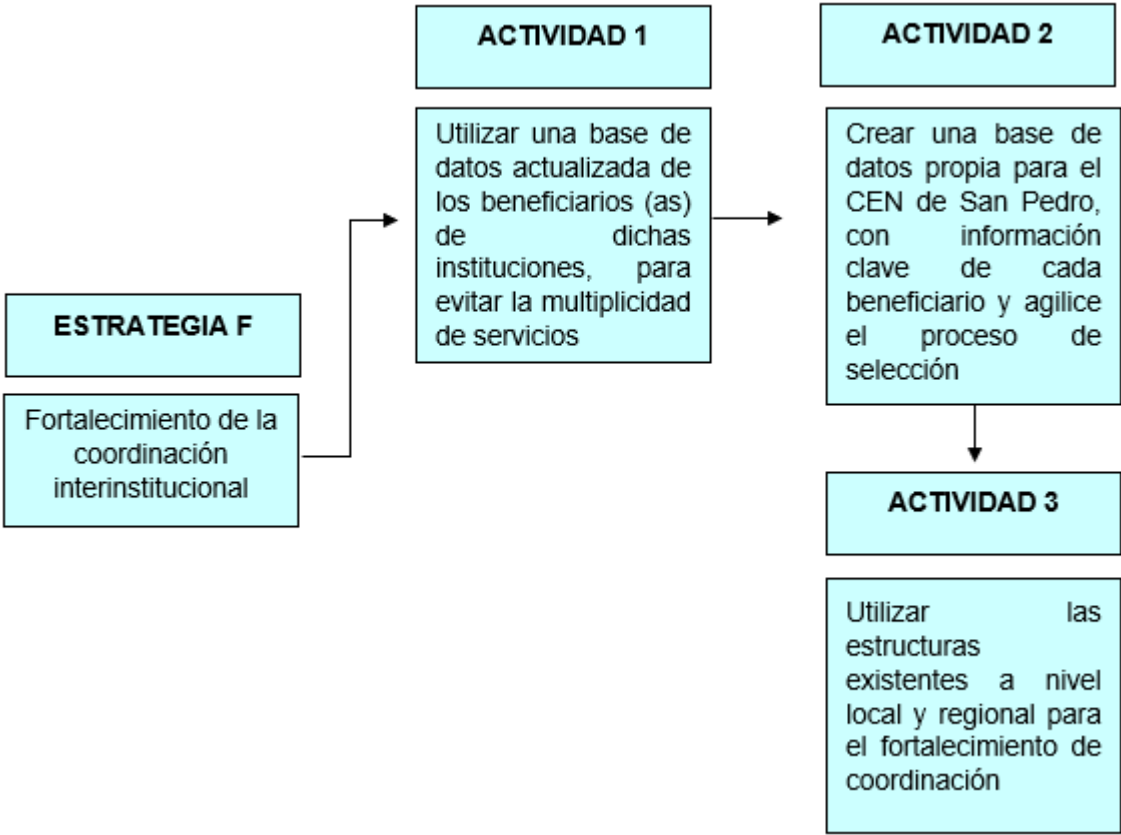 ESTRATEGIA F
Fortalecimiento de la
coordinación
interinstitucional
ACTIVIDAD 1
Utilizar una base de
datos actualizada de
los beneficiarios (as)
de dichas
instituciones, para
evitar la multiplicidad
de servicios
ACTIVIDAD 2
Crear una base de
datos propia para el
CEN de San Pedro,
con información
clave de cada
beneficiario y agilice
el proceso de
selección
ACTIVIDAD 3
Utilizar las
estructuras
existentes a nivel
local y regional para
el fortalecimiento de
coordinación